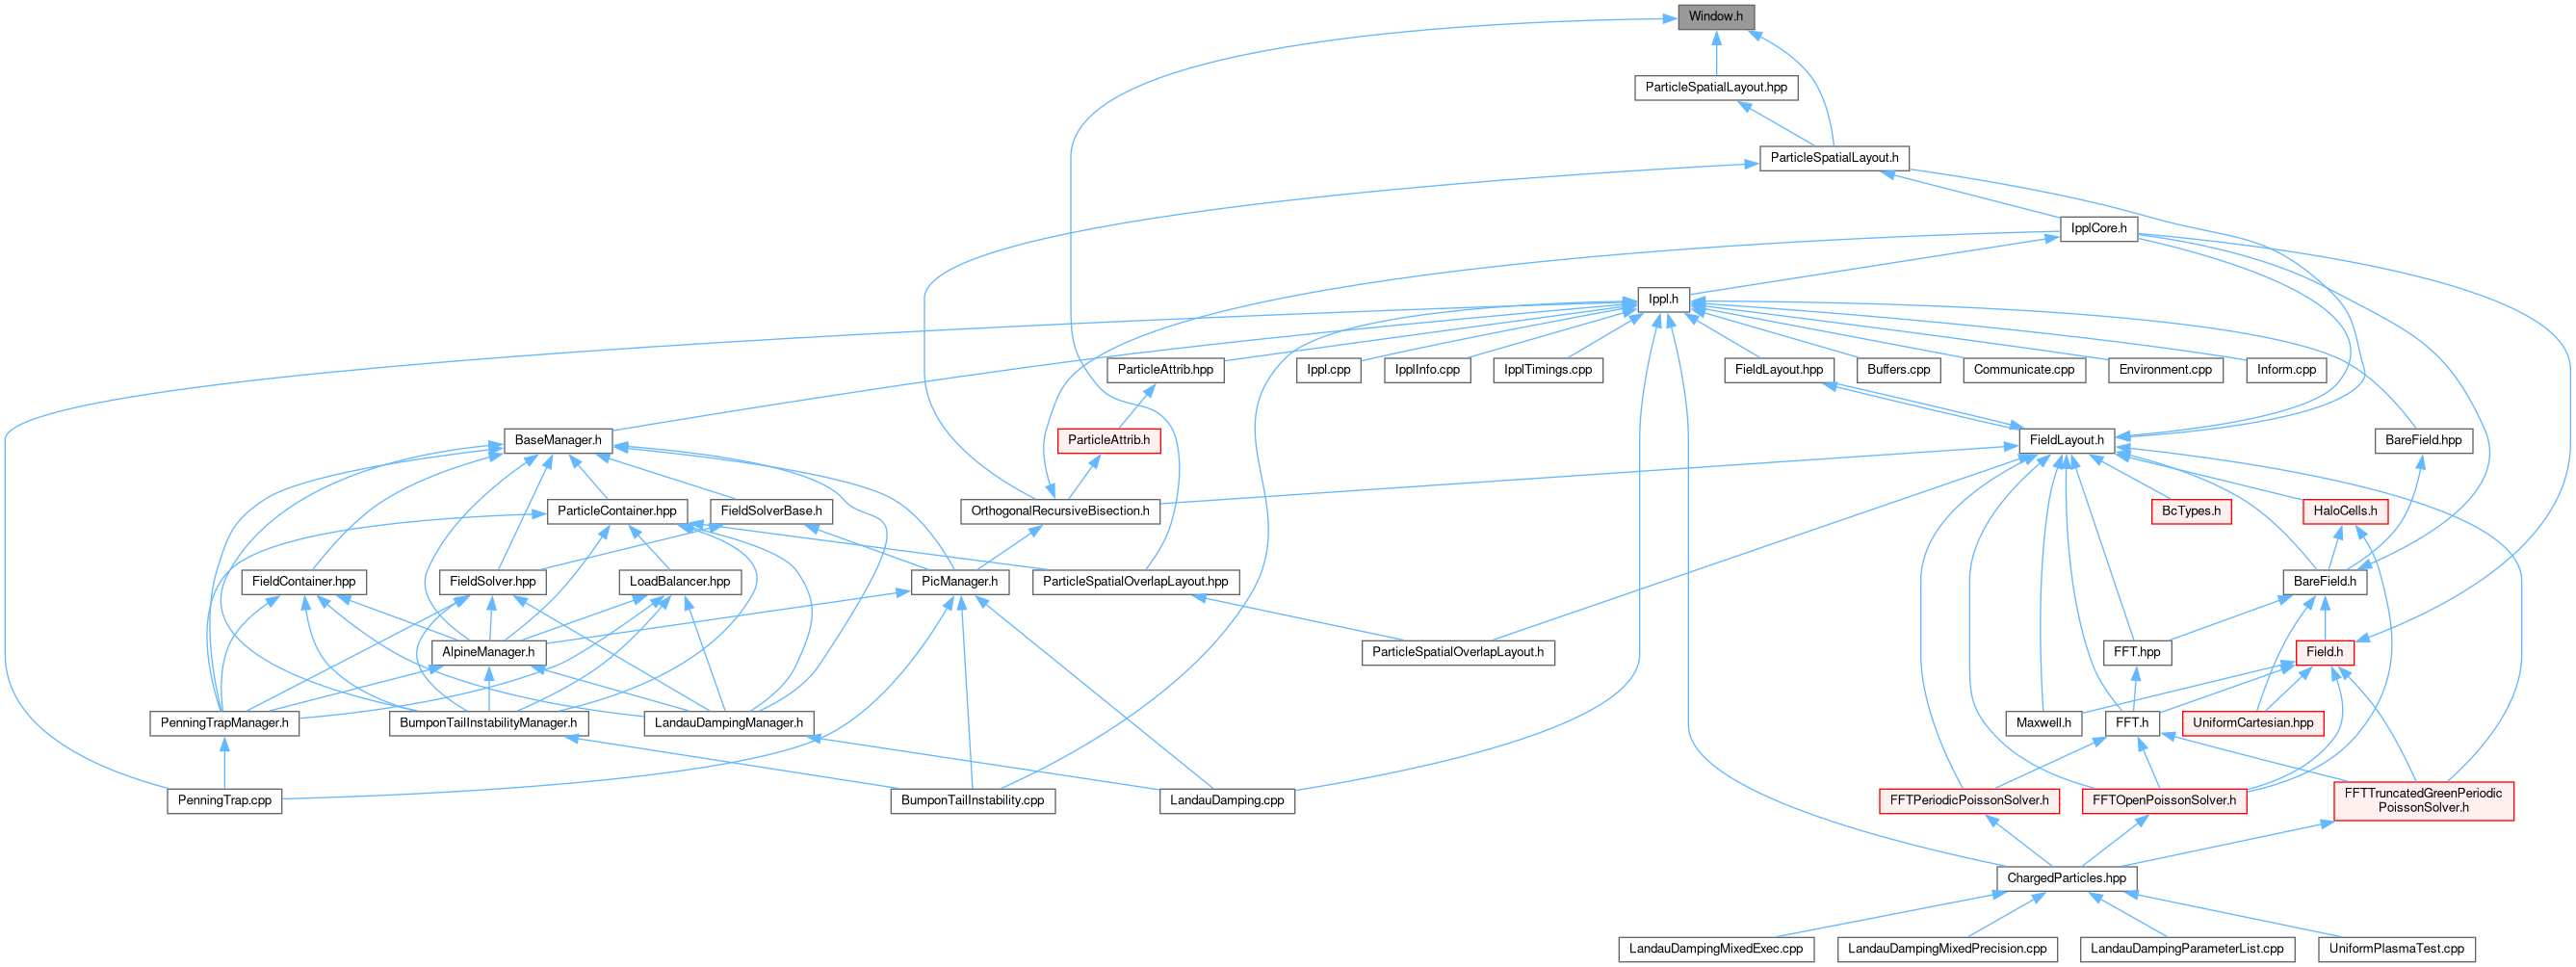 Window.h
ParticleSpatialLayout.hpp
ParticleSpatialLayout.h
IpplCore.h
Ippl.h
ParticleAttrib.hpp
Ippl.cpp
IpplInfo.cpp
IpplTimings.cpp
FieldLayout.hpp
Buffers.cpp
Communicate.cpp
Environment.cpp
Inform.cpp
BaseManager.h
ParticleAttrib.h
FieldLayout.h
BareField.hpp
ParticleContainer.hpp
FieldSolverBase.h
OrthogonalRecursiveBisection.h
BcTypes.h
HaloCells.h
FieldContainer.hpp
FieldSolver.hpp
LoadBalancer.hpp
PicManager.h
ParticleSpatialOverlapLayout.hpp
BareField.h
AlpineManager.h
ParticleSpatialOverlapLayout.h
FFT.hpp
Field.h
PenningTrapManager.h
BumponTailInstabilityManager.h
LandauDampingManager.h
Maxwell.h
FFT.h
UniformCartesian.hpp
PenningTrap.cpp
BumponTailInstability.cpp
LandauDamping.cpp
FFTPeriodicPoissonSolver.h
FFTOpenPoissonSolver.h
FFTTruncatedGreenPeriodic
PoissonSolver.h
ChargedParticles.hpp
LandauDampingMixedExec.cpp
LandauDampingMixedPrecision.cpp
LandauDampingParameterList.cpp
UniformPlasmaTest.cpp